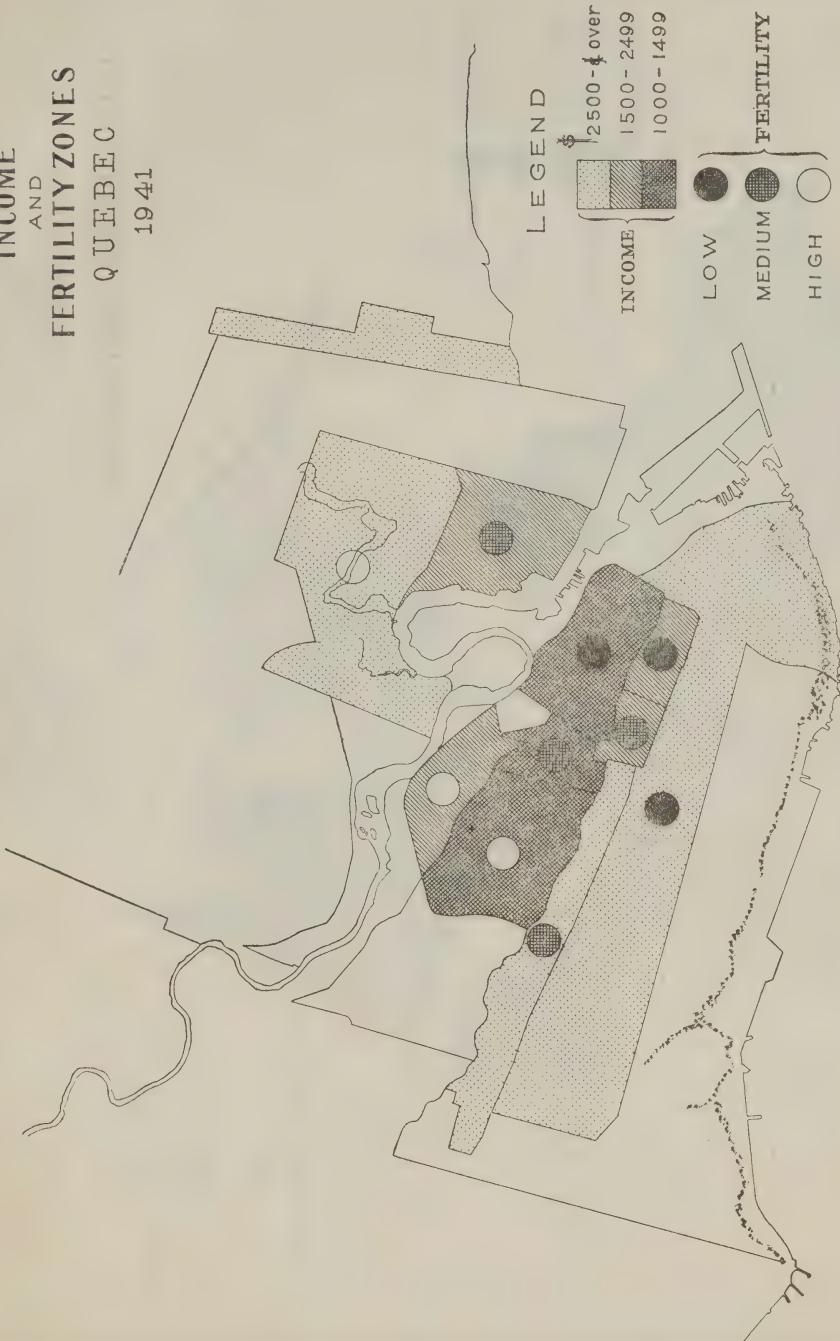 INCOME
AND
FERTILITY ZONES
QUEBEC
1941
LEGEND
INCOME
$2500-& over
1500-2499
1000-1499
LOW
MEDIUM
HIGH
FERTILITY